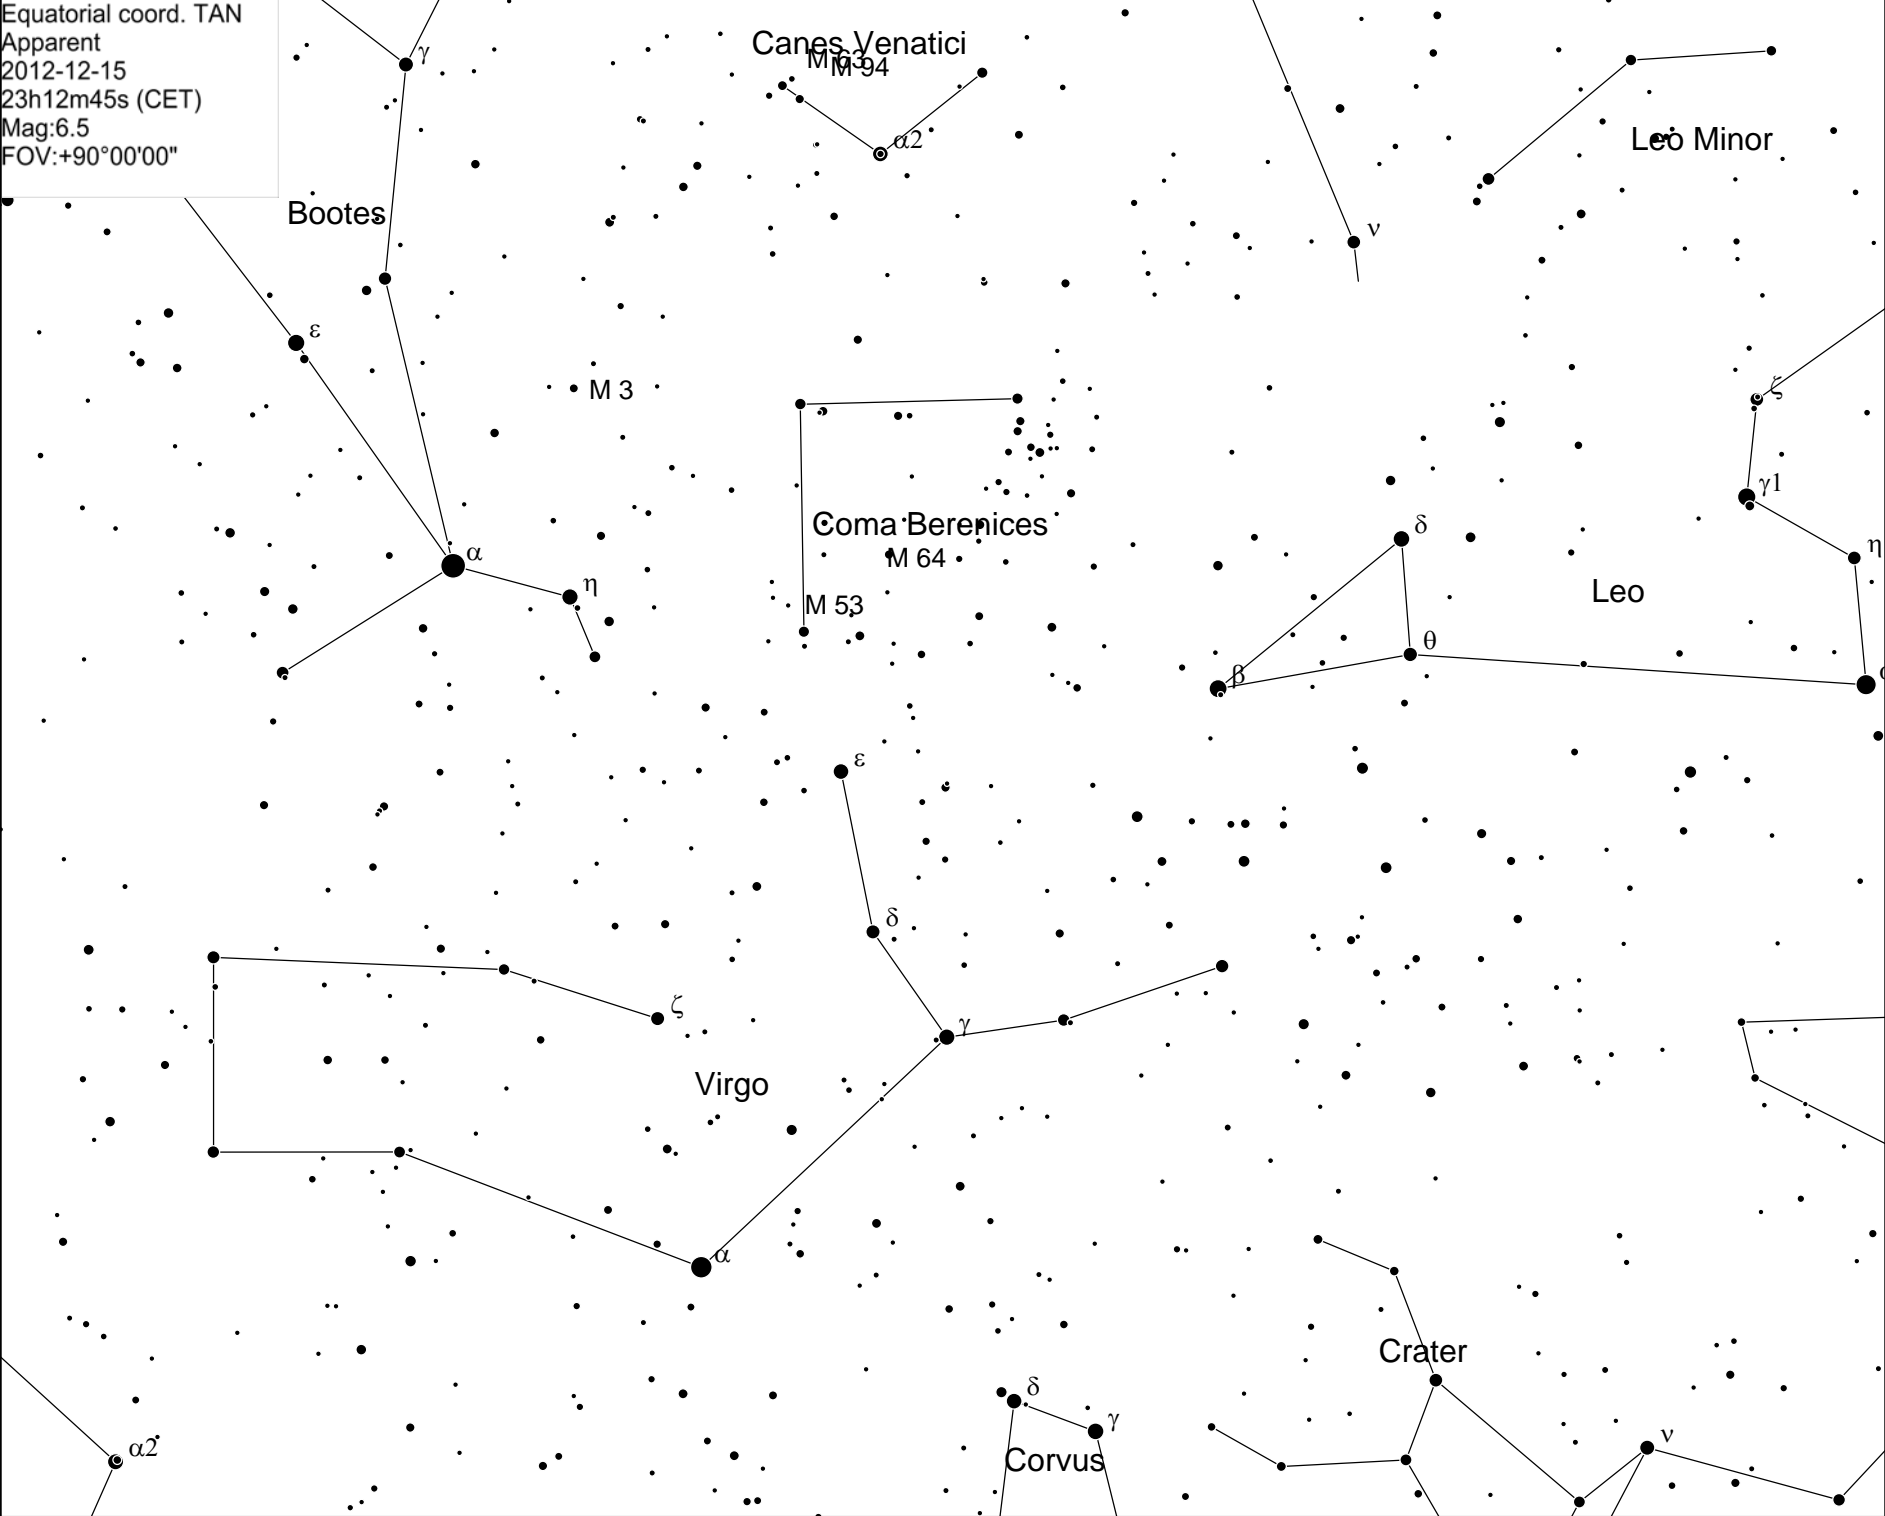 Equatorial coord. TAN
Apparent
2012-12-15
23h12m45s (CET)
Mag:6.5
FOV:+90°00'00"
γ
Canes Venatici
M 63
M 94
α2
Leo Minor
Bootes
ν
ε
M 3
ζ
γ1
Coma Berenices
δ
α
M 64
η
η
Leo
M 53
θ
β
α
ε
δ
ζ
γ
Virgo
α
Crater
δ
γ
ν
α2
Corvus